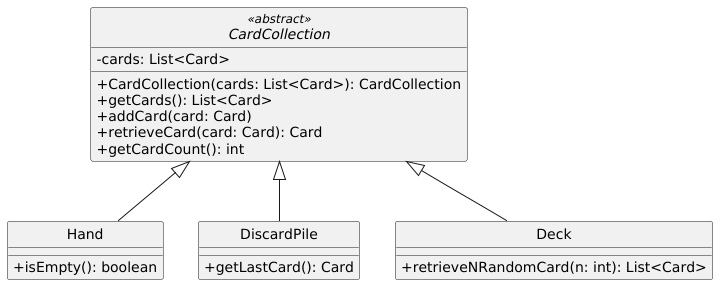 «abstract»
CardCollection
-cards: List<Card>
+CardCollection(cards: List<Card>): CardCollection
+getCards(): List<Card>
+addCard(card: Card)
+retrieveCard(card: Card): Card
+getCardCount(): int
Hand
+isEmpty(): boolean
DiscardPile
+getLastCard(): Card
Deck
+retrieveNRandomCard(n: int): List<Card>